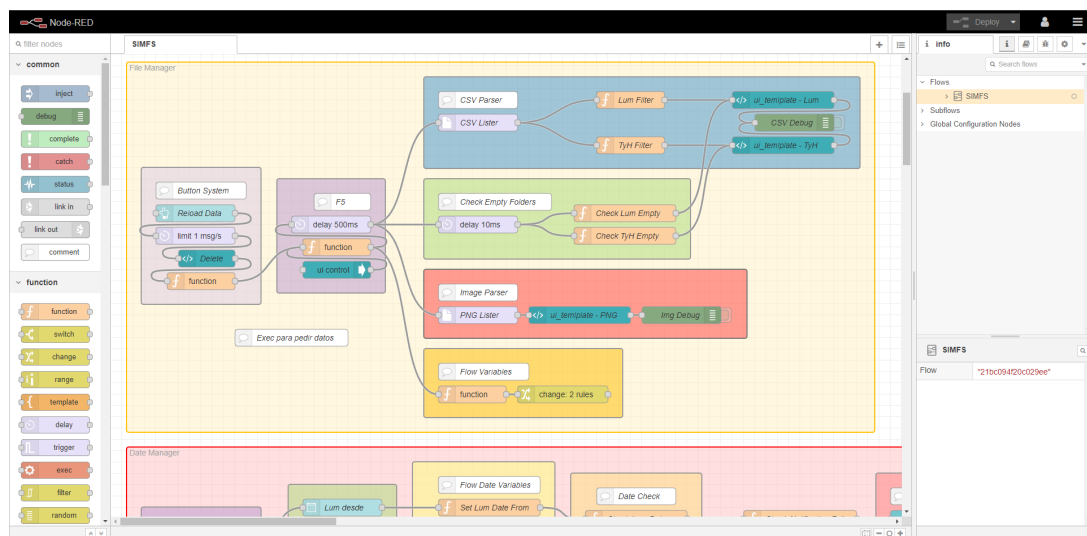 Node-RED
Deploy
filter nodes
SIMFS
info
i
Search flows
common
inject
debug
complete
catch
status
link in
link out
comment
function
function
switch
change
range
template
delay
trigger
exec
filter
random
File Manager
CSV Parser
CSV Lister
Lum Filter
TyH Filter
ui_template - Lum
CSV Debug
ui_template - TyH
Button System
Reload Data
limit 1 msg/s
Delete
function
F5
delay 500ms
function
ui control
Check Empty Folders
delay 10ms
Check Lum Empty
Check TyH Empty
Image Parser
PNG Lister
ui_template - PNG
Img Debug
Exec para pedir datos
Flow Variables
function
change: 2 rules
Date Manager
Lum desde
Flow Date Variables
Set Lum Date From
Date Check
Flows
SIMFS
Subflows
Global Configuration Nodes
SIMFS
Flow
"21bc094f20c029ee"